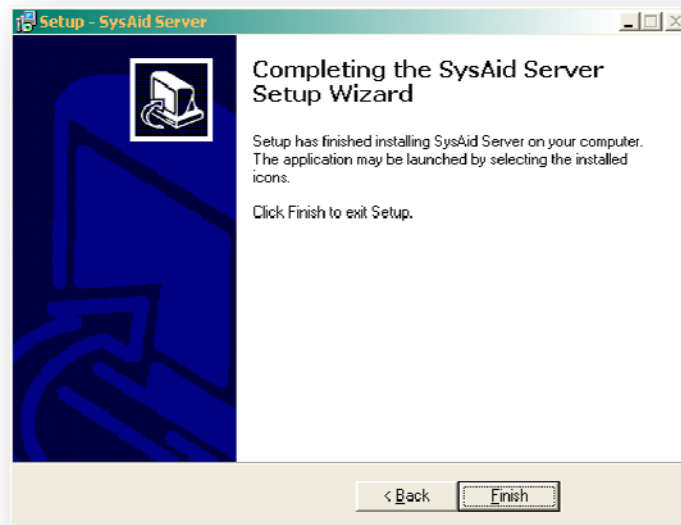 Setup - SysAid Server
Completing the SysAid Server
Setup Wizard
Setup has finished installing SysAid Server on your computer.
The application may be launched by selecting the installed
icons.
Click Finish to exit Setup.
< Back
Finish